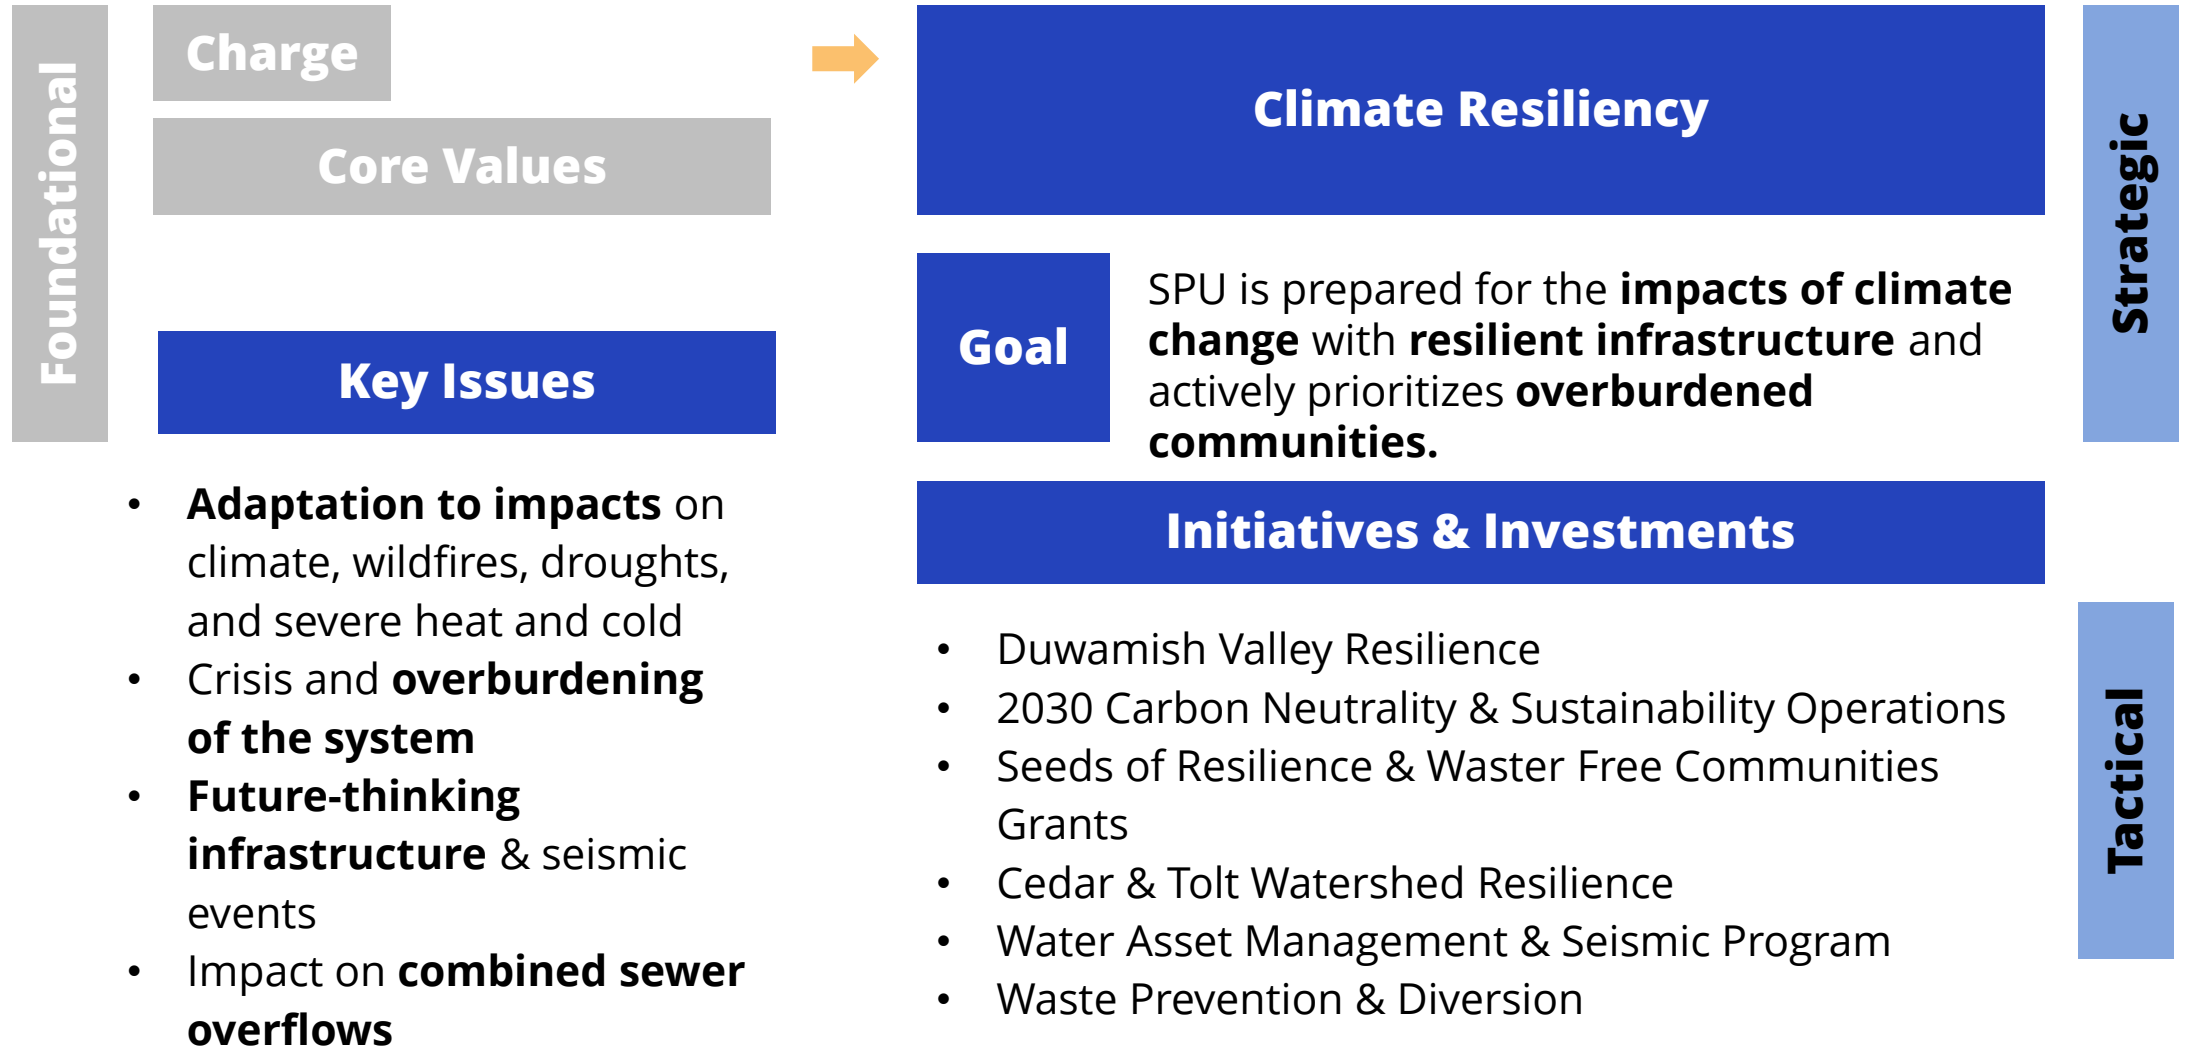 Foundational
Charge
Core Values
Key Issues
• Adaptation to impacts on
climate, wildfires, droughts,
and severe heat and cold
• Crisis and overburdening
of the system
• Future-thinking
infrastructure & seismic
events
• Impact on combined sewer
overflows
Climate Resiliency
Strategic
Goal
SPU is prepared for the impacts of climate
change with resilient infrastructure and
actively prioritizes overburdened
communities.
Initiatives & Investments
• Duwamish Valley Resilience
• 2030 Carbon Neutrality & Sustainability Operations
• Seeds of Resilience & Waster Free Communities
Grants
• Cedar & Tolt Watershed Resilience
• Water Asset Management & Seismic Program
• Waste Prevention & Diversion
Tactical